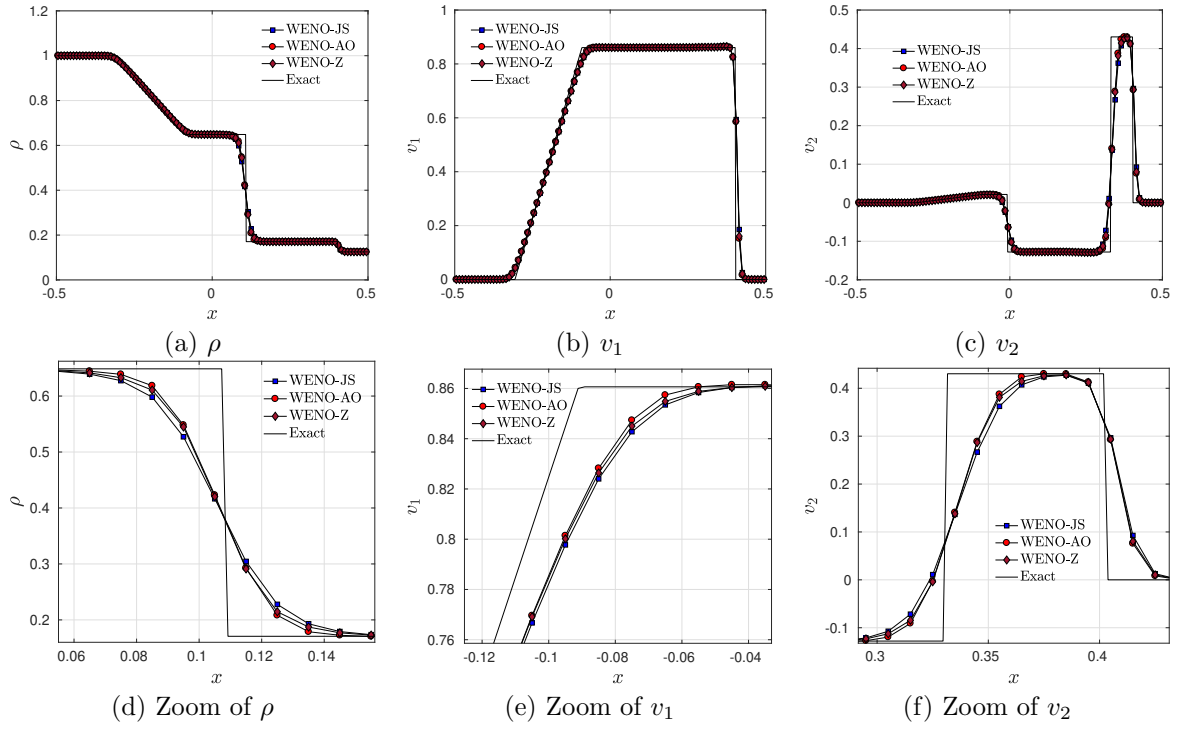 1.2
1
0.8
0.6
0.4
0.2
0
-0.5 0 0.5
ρ
x
WENO-JS
WENO-AO
WENO-Z
Exact
(a) ρ
1
0.8
0.6
0.4
0.2
0
-0.5 0 0.5
v₁
x
WENO-JS
WENO-AO
WENO-Z
Exact
(b) v₁
0.5
0.4
0.3
0.2
0.1
0
-0.1
-0.2
-0.5 0 0.5
v₂
x
WENO-JS
WENO-AO
WENO-Z
Exact
(c) v₂
0.6
0.5
0.4
0.3
0.2
0.06 0.08 0.1 0.12 0.14
ρ
x
WENO-JS
WENO-AO
WENO-Z
Exact
(d) Zoom of ρ
0.86
0.84
0.82
0.8
0.78
0.76
-0.12 -0.1 -0.08 -0.06 -0.04
v₁
x
WENO-JS
WENO-AO
WENO-Z
Exact
(e) Zoom of v₁
0.4
0.3
0.2
0.1
0
-0.1
0.3 0.35 0.4
v₂
x
WENO-JS
WENO-AO
WENO-Z
Exact
(f) Zoom of v₂